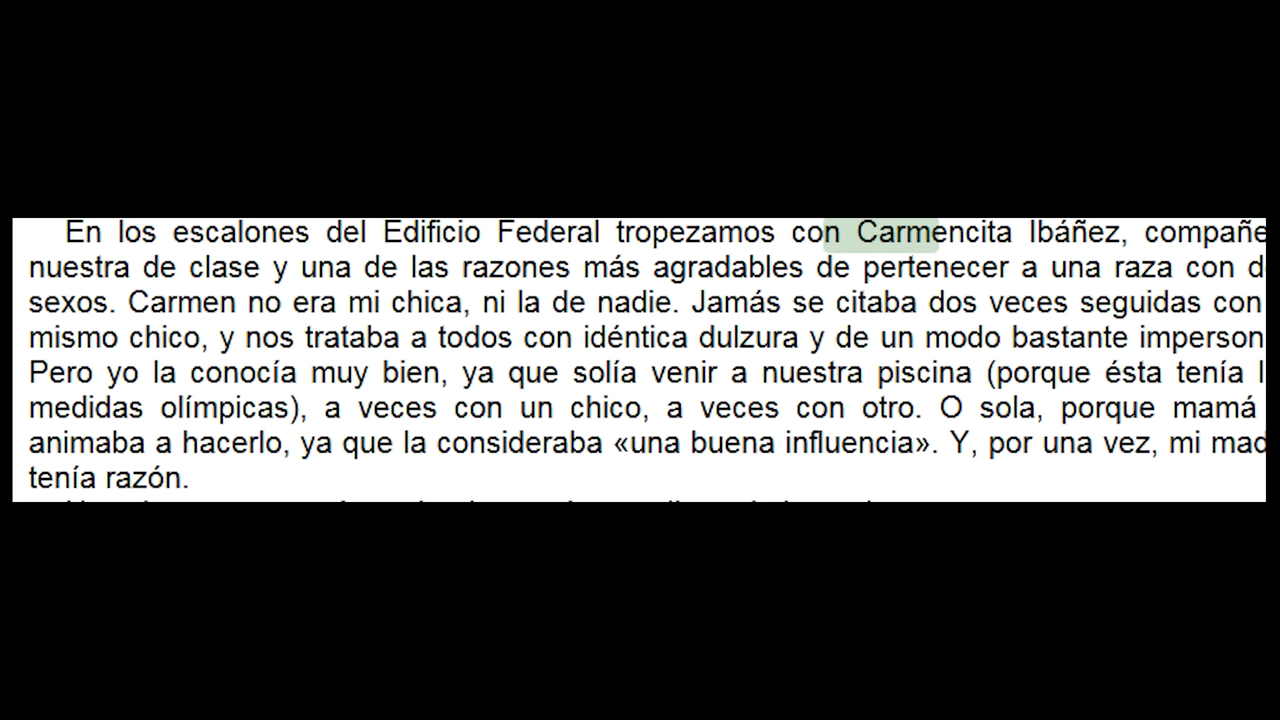 En los escalones del Edificio Federal tropezamos con Carmencita Ibáñez, compañe
nuestra de clase y una de las razones más agradables de pertenecer a una raza con d
sexos. Carmen no era mi chica, ni la de nadie. Jamás se citaba dos veces seguidas con
mismo chico, y nos trataba a todos con idéntica dulzura y de un modo bastante imperson
Pero yo la conocía muy bien, ya que solía venir a nuestra piscina (porque ésta tenía l
medidas olímpicas), a veces con un chico, a veces con otro. O sola, porque mamá
animaba a hacerlo, ya que la consideraba «una buena influencia». Y, por una vez, mi mad
tenía razón.